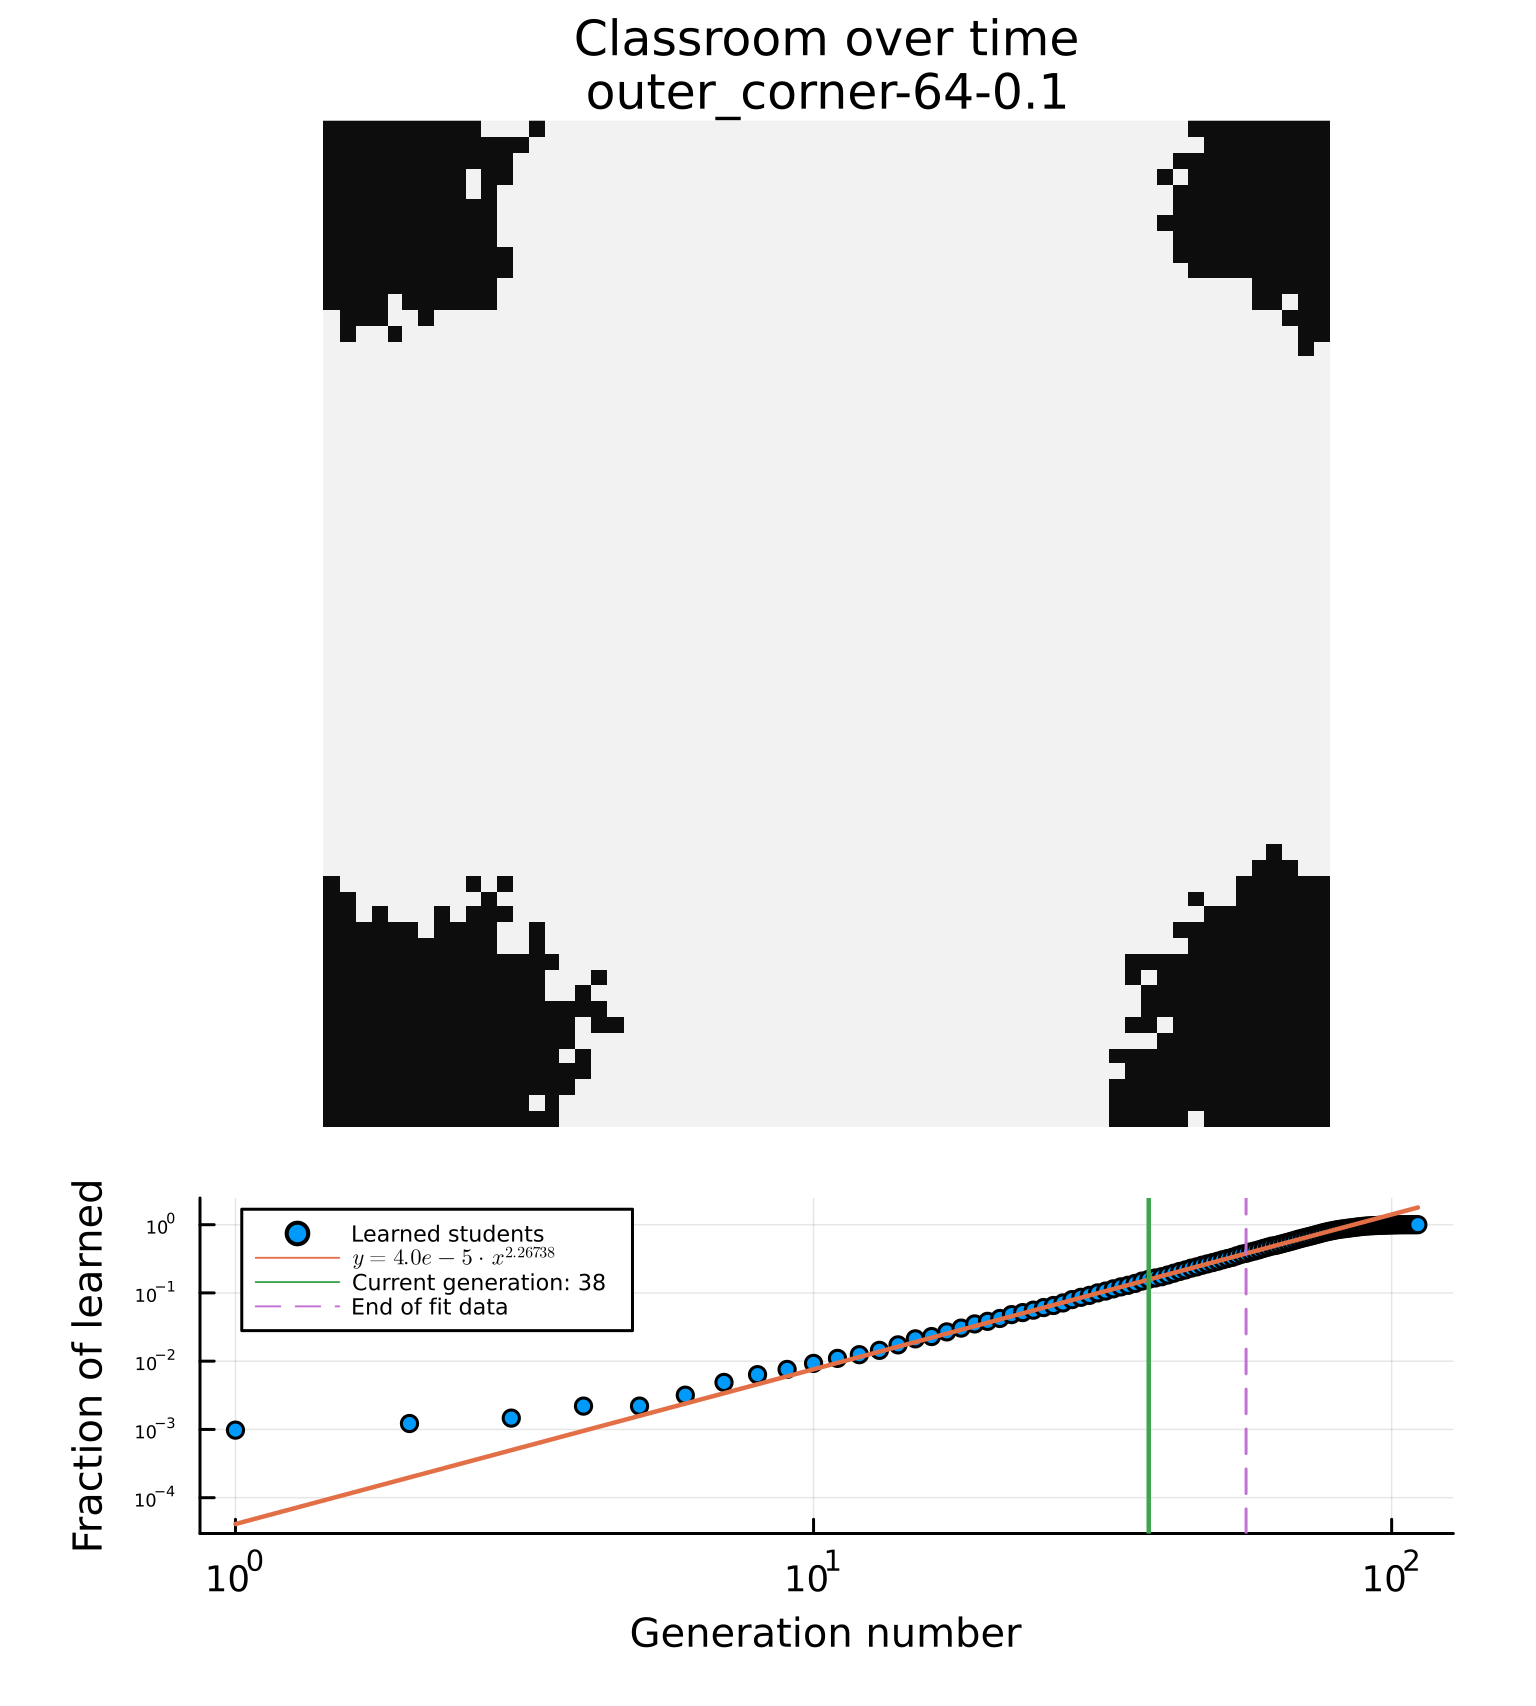 Classroom over time
outer_corner-64-0.1
Fraction of learned
10^0
10^−1
10^−2
10^−3
10^−4
Learned students
y = 4.0e − 5 · x^2.26738
Current generation: 38
End of fit data
10^0 10^1 10^2
Generation number